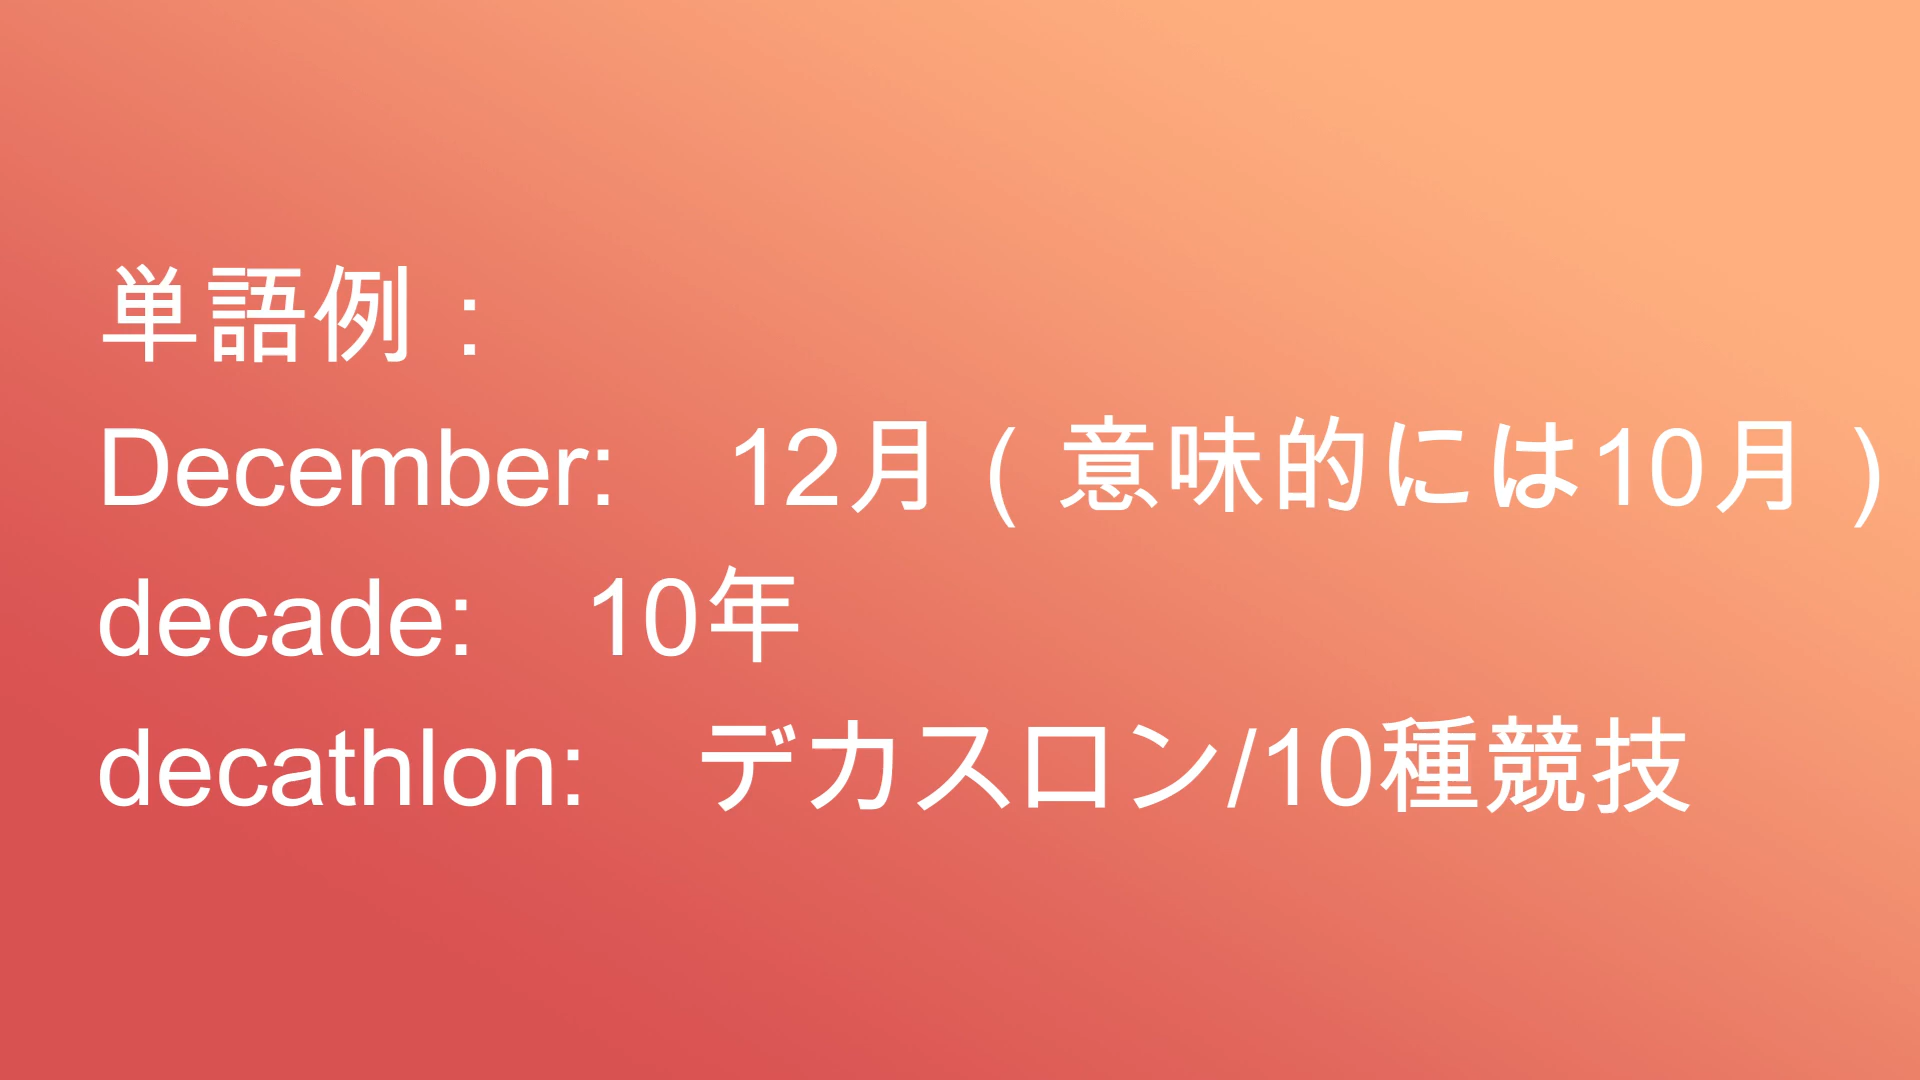 単語例：
December:　12月（意味的には10月）
decade:　10年
decathlon:　デカスロン/10種競技